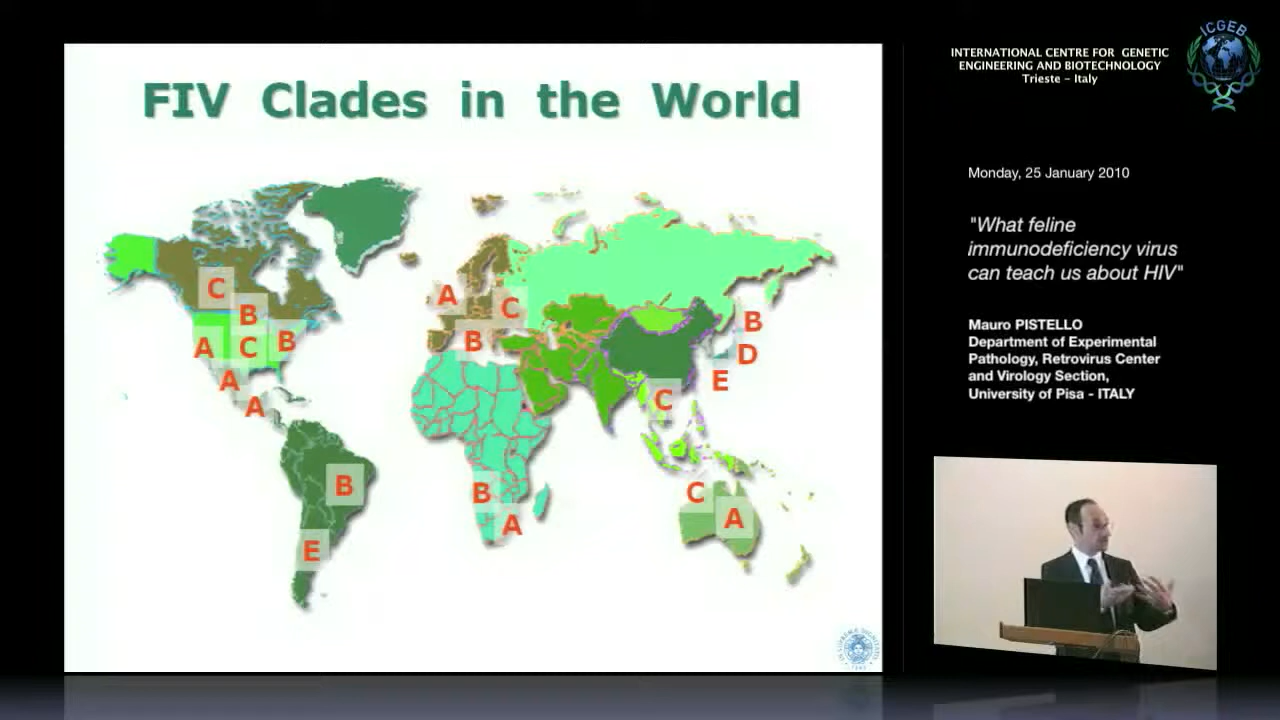 FIV Clades in the World
C
B
A
C
B
A
A
B
E
A
C
B
B
A
B
D
E
C
C
A
ICGEB
INTERNATIONAL CENTRE FOR GENETIC
ENGINEERING AND BIOTECHNOLOGY
Trieste - Italy
Monday, 25 January 2010
"What feline
immunodeficiency virus
can teach us about HIV"
Mauro PISTELLO
Department of Experimental
Pathology, Retrovirus Center
and Virology Section,
University of Pisa - ITALY